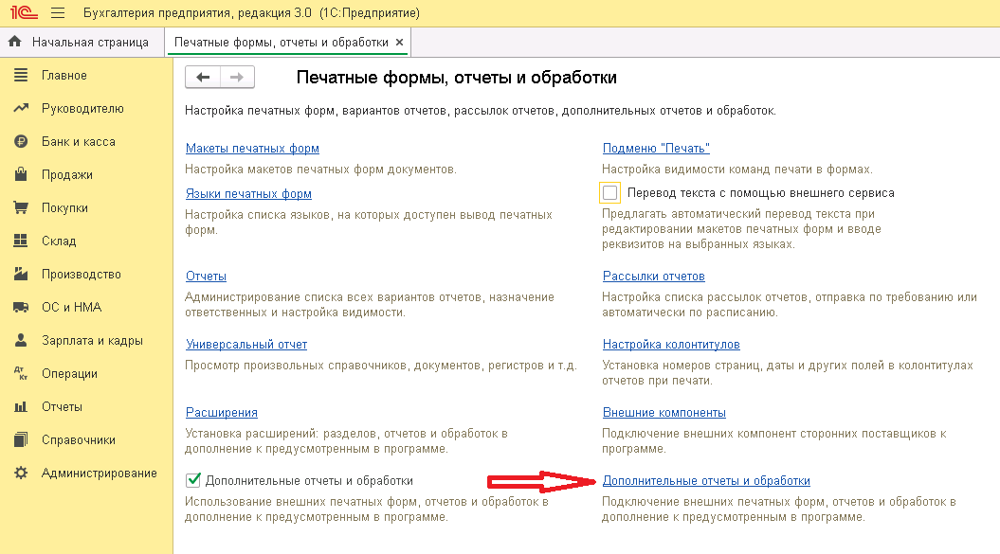 1С Бухгалтерия предприятия, редакция 3.0 (1С:Предприятие)
Начальная страница
Печатные формы, отчеты и обработки ×
Главное
Руководителю
Банк и касса
Продажи
Покупки
Склад
Производство
ОС и НМА
Зарплата и кадры
Дт Кт Операции
Отчеты
Справочники
Администрирование
Печатные формы, отчеты и обработки
Настройка печатных форм, вариантов отчетов, рассылок отчетов, дополнительных отчетов и обработок.
Макеты печатных форм
Настройка макетов печатных форм документов.
Языки печатных форм
Настройка списка языков, на которых доступен вывод печатных
форм.
Подменю "Печать"
Настройка видимости команд печати в формах.
Перевод текста с помощью внешнего сервиса
Предлагать автоматический перевод текста при
редактировании макетов печатных форм и вводе
реквизитов на выбранных языках.
Отчеты
Администрирование списка всех вариантов отчетов, назначение
ответственных и настройка видимости.
Рассылки отчетов
Настройка списка рассылок отчетов, отправка по требованию или
автоматически по расписанию.
Универсальный отчет
Просмотр произвольных справочников, документов, регистров и т.д.
Настройка колонтитулов
Установка номеров страниц, даты и других полей в колонтитулах
отчетов при печати.
Расширения
Установка расширений: разделов, отчетов и обработок в
дополнение к предусмотренным в программе.
Внешние компоненты
Подключение внешних компонент сторонних поставщиков к
программе.
Дополнительные отчеты и обработки
Использование внешних печатных форм, отчетов и обработок в
дополнение к предусмотренным в программе.
Дополнительные отчеты и обработки
Подключение внешних печатных форм, отчетов и обработок в
дополнение к предусмотренным в программе.